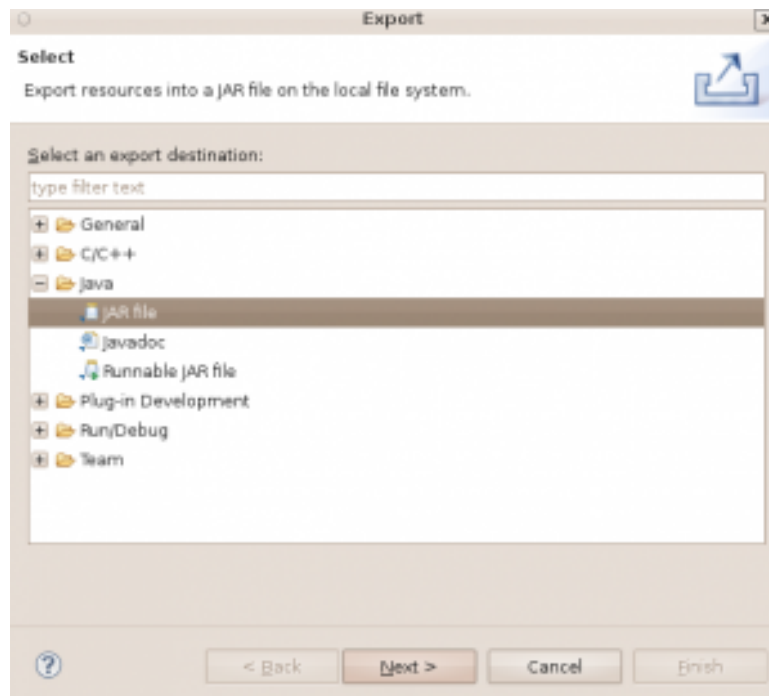 Export
Select
Export resources into a JAR file on the local file system.
Select an export destination:
type filter text
General
C/C++
Java
JAR file
Javadoc
Runnable JAR file
Plug-in Development
Run/Debug
Team
< Back
Next >
Cancel
Finish